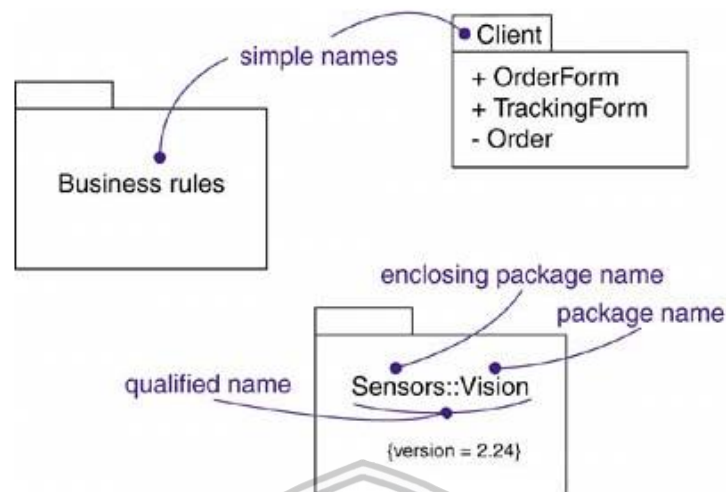 Client
simple names
+ OrderForm
+ TrackingForm
- Order
Business rules
enclosing package name
package name
qualified name
Sensors::Vision
{version = 2.24}